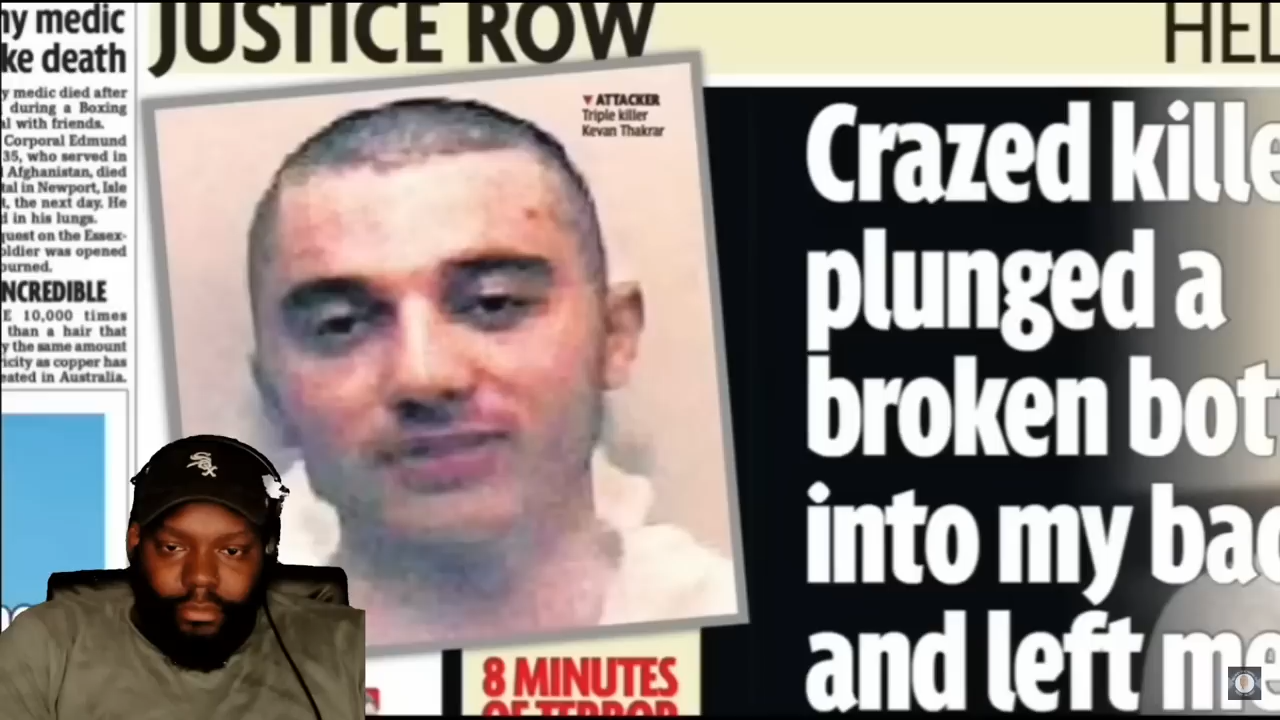 my medic
ke death
y medic died after
during a Boxing
al with friends.
Corporal Edmund
35, who served in
Afghanistan, died
tal in Newport, Isle
t, the next day. He
d in his lungs.
quest on the Essex-
oldier was opened
ourned.
NCREDIBLE
E 10,000 times
than a hair that
y the same amount
ricity as copper has
eated in Australia.
JUSTICE ROW
HEL
▼ ATTACKER
Triple killer
Kevan Thakrar
Crazed kille
plunged a
broken bot
into my bac
and left me
8 MINUTES
OF TERROR
Sox